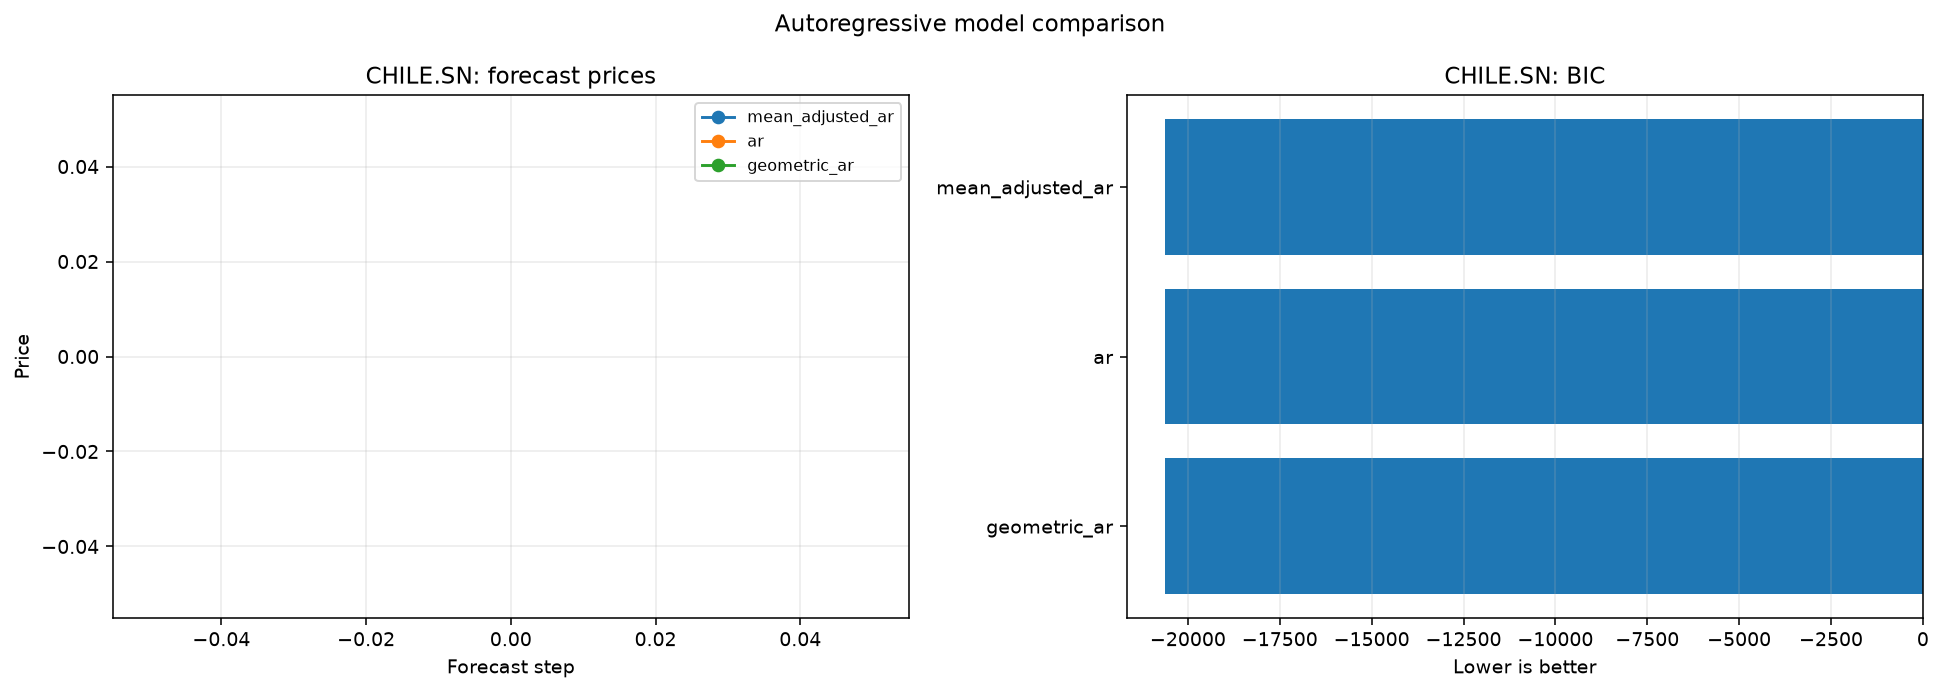 Autoregressive model comparison
CHILE.SN: forecast prices
mean_adjusted_ar
ar
geometric_ar
0.04
0.02
0.00
−0.02
−0.04
Price
−0.04 −0.02 0.00 0.02 0.04
Forecast step
CHILE.SN: BIC
mean_adjusted_ar
ar
geometric_ar
−20000 −17500 −15000 −12500 −10000 −7500 −5000 −2500 0
Lower is better